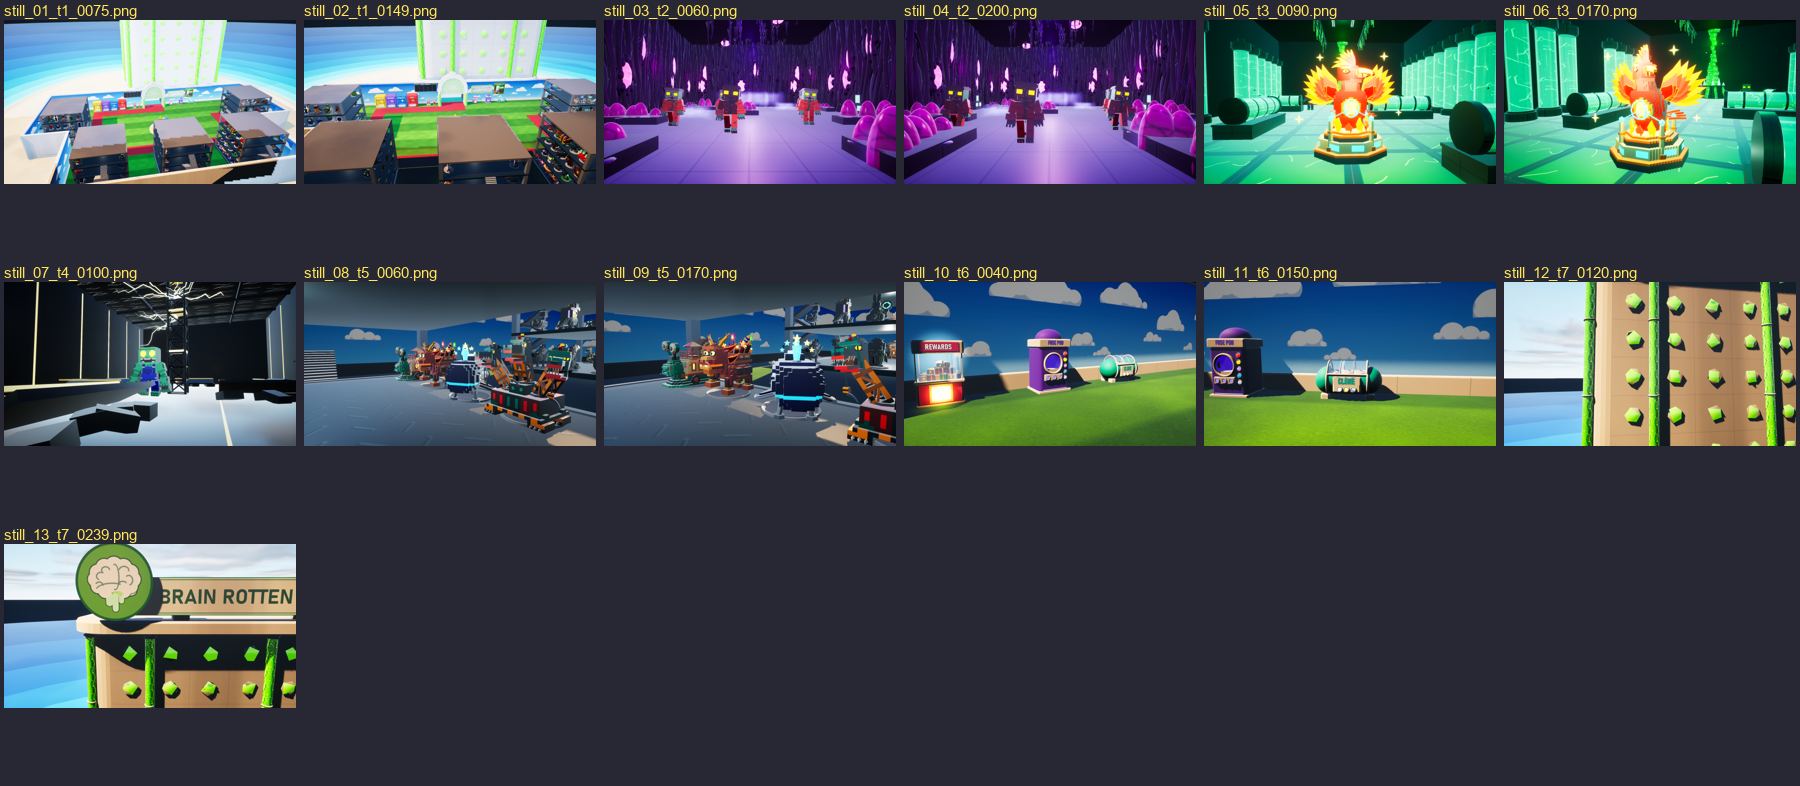 still_01_t1_0075.png
still_02_t1_0149.png
still_03_t2_0060.png
still_04_t2_0200.png
still_05_t3_0090.png
still_06_t3_0170.png
still_07_t4_0100.png
still_08_t5_0060.png
still_09_t5_0170.png
still_10_t6_0040.png
still_11_t6_0150.png
still_12_t7_0120.png
REWARDS
CLONE
still_13_t7_0239.png
BRAIN ROTTEN